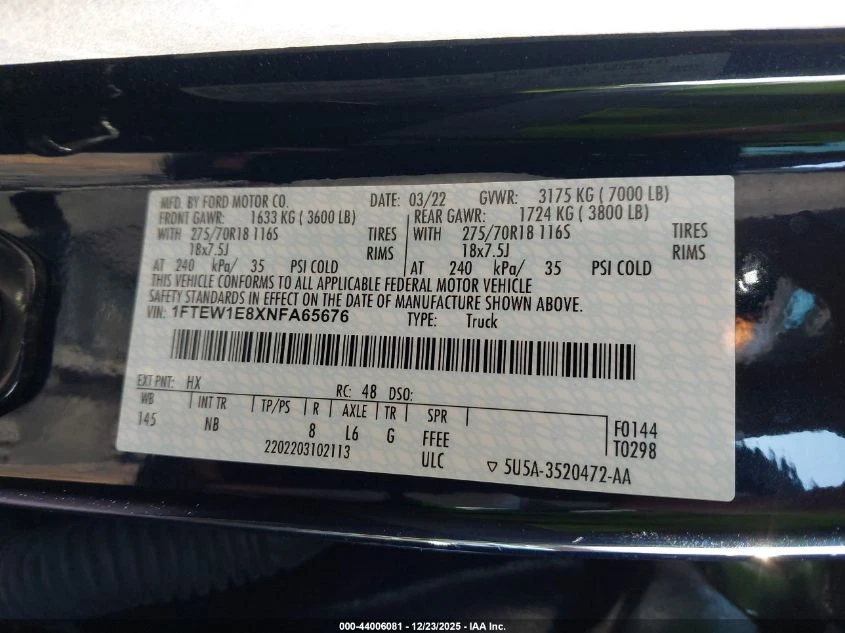 MFD. BY FORD MOTOR CO. DATE: 03/22 GVWR: 3175 KG ( 7000 LB)
FRONT GAWR: 1633 KG ( 3600 LB) REAR GAWR: 1724 KG ( 3800 LB)
WITH 275/70R18 116S TIRES WITH 275/70R18 116S TIRES
18x7.5J RIMS 18x7.5J RIMS
AT 240 kPa/ 35 PSI COLD AT 240 kPa/ 35 PSI COLD
THIS VEHICLE CONFORMS TO ALL APPLICABLE FEDERAL MOTOR VEHICLE
SAFETY STANDARDS IN EFFECT ON THE DATE OF MANUFACTURE SHOWN ABOVE.
VIN: 1FTEW1E8XNFA65676 TYPE: Truck
EXT PNT: HX RC: 48 DSO:
WB INT TR TP/PS R AXLE TR SPR F0144
145 NB 8 L6 G FFEE T0298
2202203102113 ULC ▽ 5U5A-3520472-AA
000-44006081 - 12/23/2025 - IAA Inc.